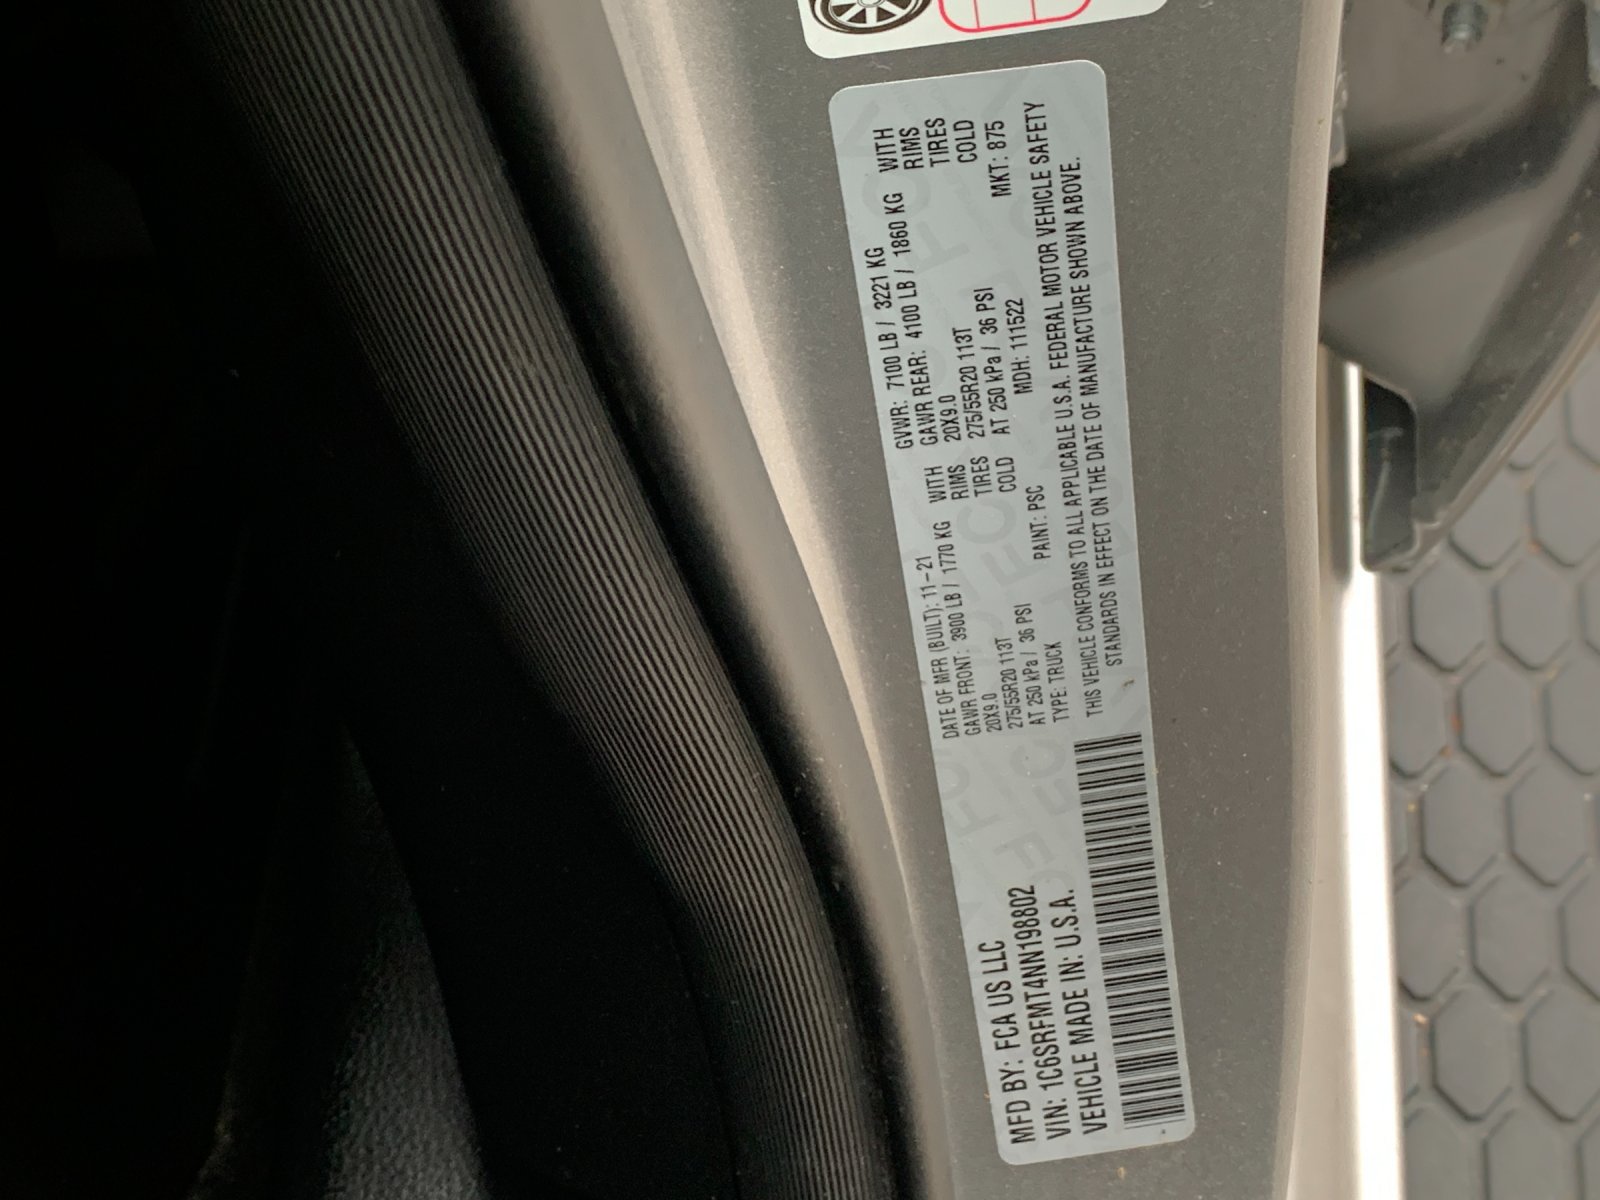 MFD BY: FCA US LLC
VIN: 1C6SRFMT4NN198802
VEHICLE MADE IN: U.S.A.
DATE OF MFR (BUILT): 11-21
GAWR FRONT: 3900 LB / 1770 KG WITH
20X9.0 RIMS
275/55R20 113T TIRES
AT 250 kPa / 36 PSI COLD
TYPE: TRUCK PAINT: PSC
GVWR: 7100 LB / 3221 KG
GAWR REAR: 4100 LB / 1860 KG WITH
20X9.0 RIMS
275/55R20 113T TIRES
AT 250 kPa / 36 PSI COLD
MDH: 111522 MKT: 875
THIS VEHICLE CONFORMS TO ALL APPLICABLE U.S.A. FEDERAL MOTOR VEHICLE SAFETY
STANDARDS IN EFFECT ON THE DATE OF MANUFACTURE SHOWN ABOVE.